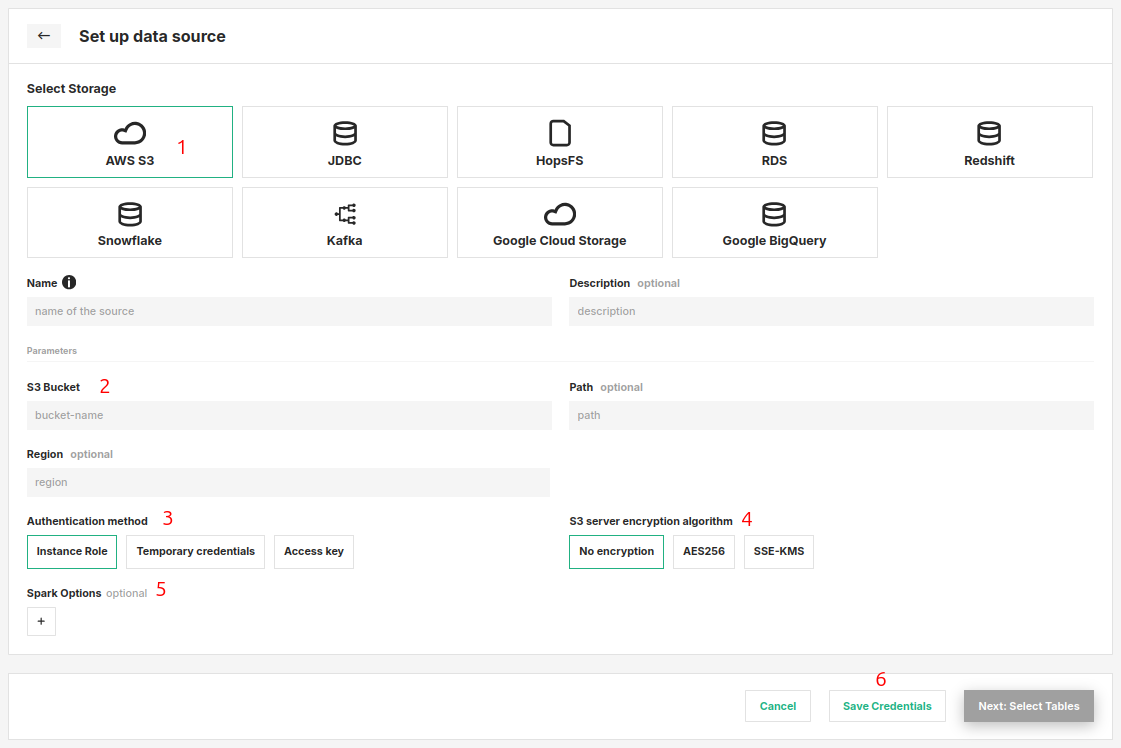 Set up data source
Select Storage
AWS S3 1
JDBC
HopsFS
RDS
Redshift
Snowflake
Kafka
Google Cloud Storage
Google BigQuery
Name
Description optional
name of the source
description
Parameters
S3 Bucket 2
Path optional
bucket-name
path
Region optional
region
Authentication method 3
S3 server encryption algorithm 4
Instance Role
Temporary credentials
Access key
No encryption
AES256
SSE-KMS
Spark Options optional 5
+
6
Cancel
Save Credentials
Next: Select Tables